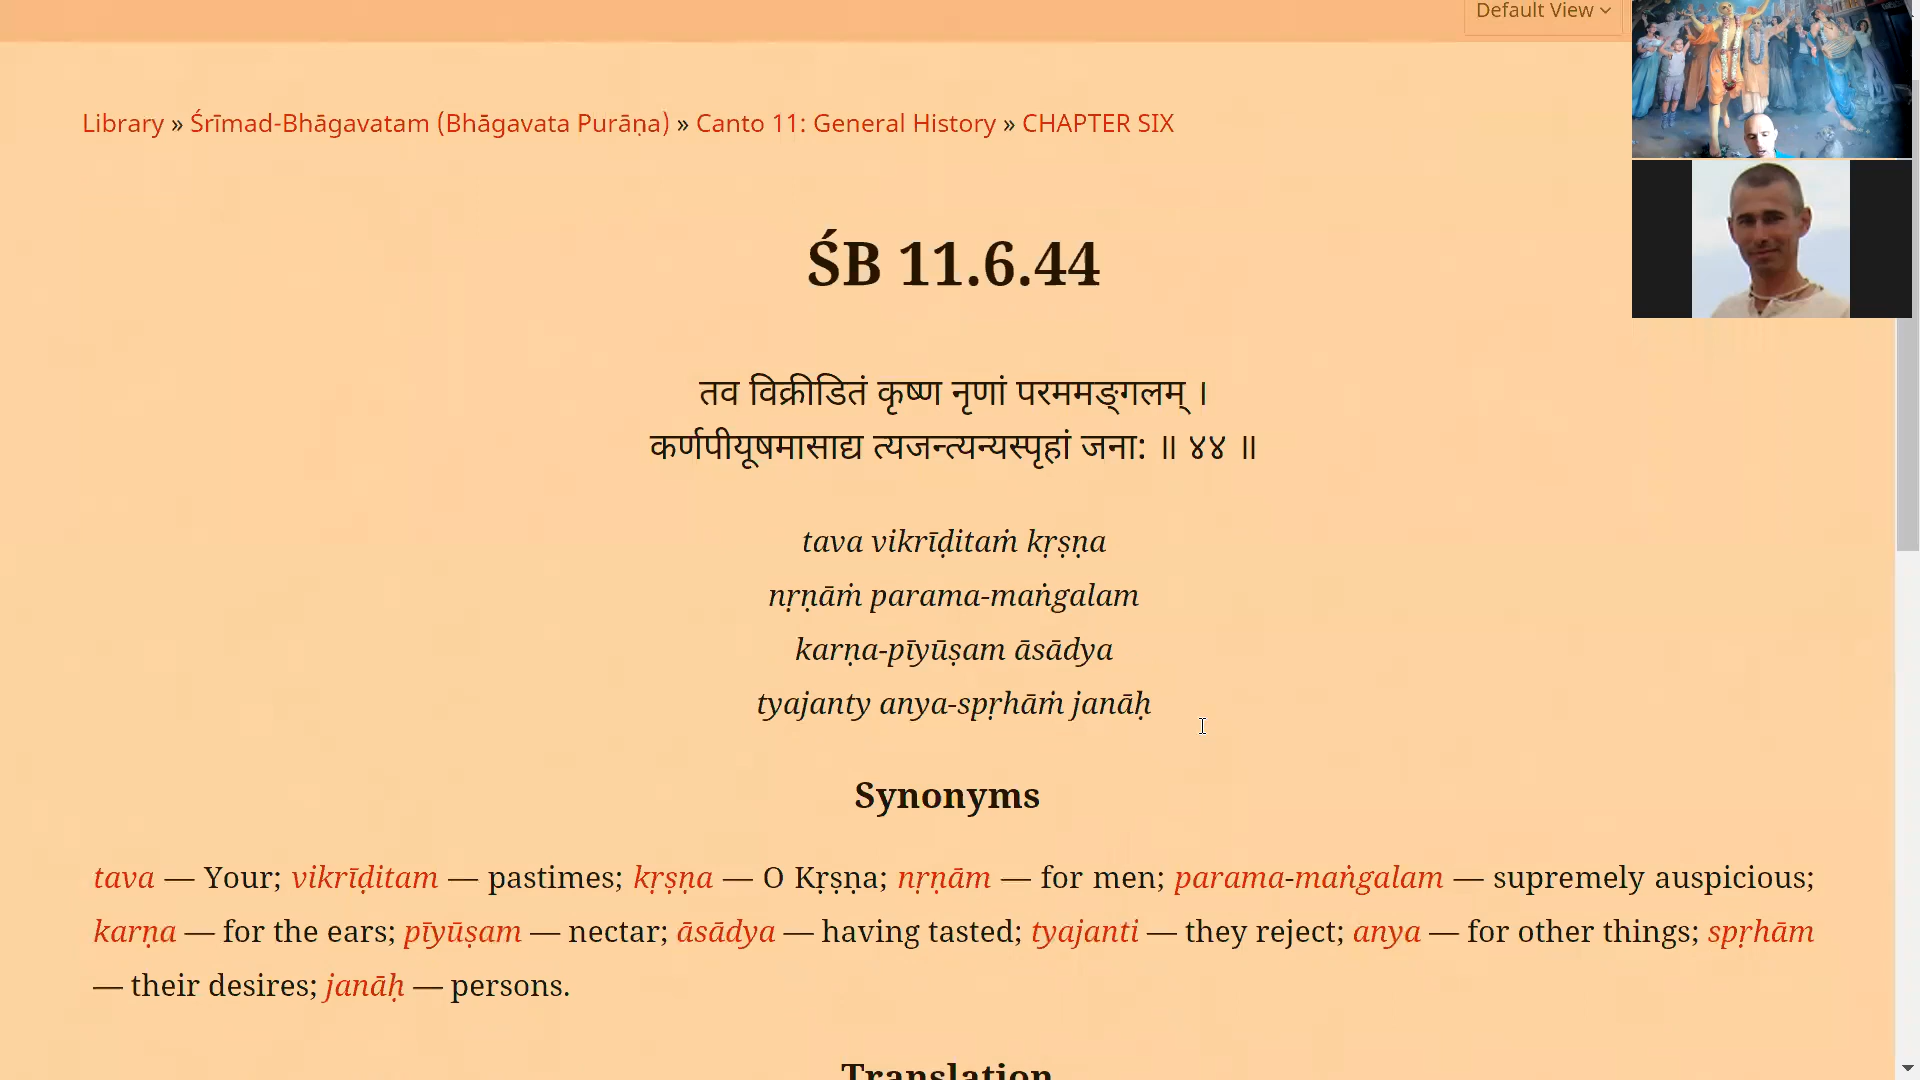 Default View
Library » Śrīmad-Bhāgavatam (Bhāgavata Purāṇa) » Canto 11: General History » CHAPTER SIX
ŚB 11.6.44
तव विक्रीडितं कृष्ण नृणां परममङ्गलम् ।
कर्णपीयूषमासाद्य त्यजन्त्यन्यस्पृहां जना: ॥ ४४ ॥
tava vikrīḍitaṁ kṛṣṇa
nṛṇāṁ parama-maṅgalam
karṇa-pīyūṣam āsādya
tyajanty anya-spṛhāṁ janāḥ
Synonyms
tava — Your; vikrīḍitam — pastimes; kṛṣṇa — O Kṛṣṇa; nṛṇām — for men; parama-maṅgalam — supremely auspicious;
karṇa — for the ears; pīyūṣam — nectar; āsādya — having tasted; tyajanti — they reject; anya — for other things; spṛhām
— their desires; janāḥ — persons.
Translation